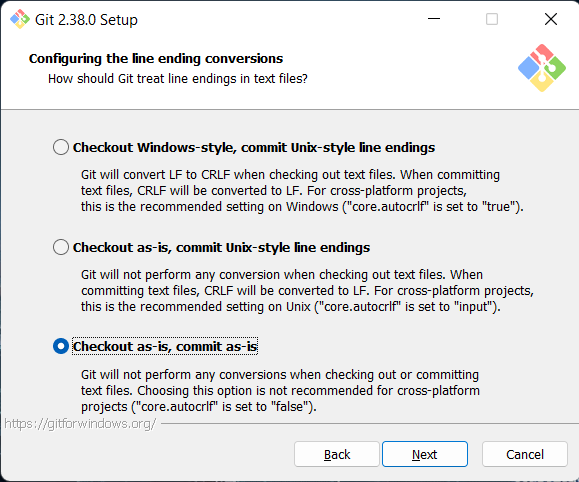 Git 2.38.0 Setup
Configuring the line ending conversions
How should Git treat line endings in text files?
Checkout Windows-style, commit Unix-style line endings
Git will convert LF to CRLF when checking out text files. When committing
text files, CRLF will be converted to LF. For cross-platform projects,
this is the recommended setting on Windows ("core.autocrlf" is set to "true").
Checkout as-is, commit Unix-style line endings
Git will not perform any conversion when checking out text files. When
committing text files, CRLF will be converted to LF. For cross-platform projects,
this is the recommended setting on Unix ("core.autocrlf" is set to "input").
Checkout as-is, commit as-is
Git will not perform any conversions when checking out or committing
text files. Choosing this option is not recommended for cross-platform
projects ("core.autocrlf" is set to "false").
https://gitforwindows.org/
Back Next Cancel